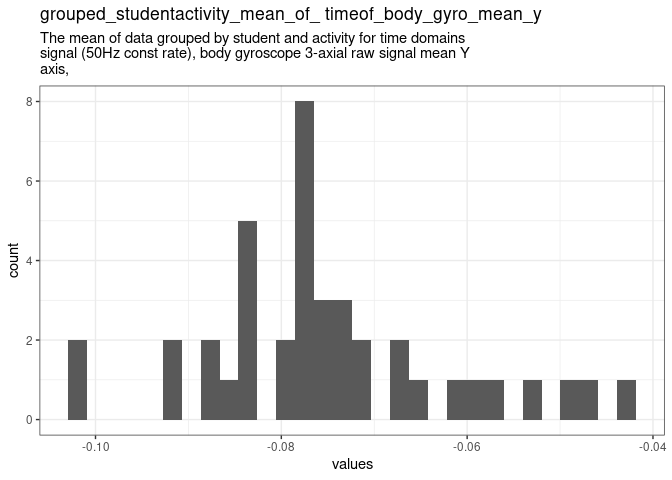 grouped_studentactivity_mean_of_ timeof_body_gyro_mean_y
The mean of data grouped by student and activity for time domains
signal (50Hz const rate), body gyroscope 3-axial raw signal mean Y
axis,
8
6
4
2
0
count
-0.10
-0.08
-0.06
-0.04
values